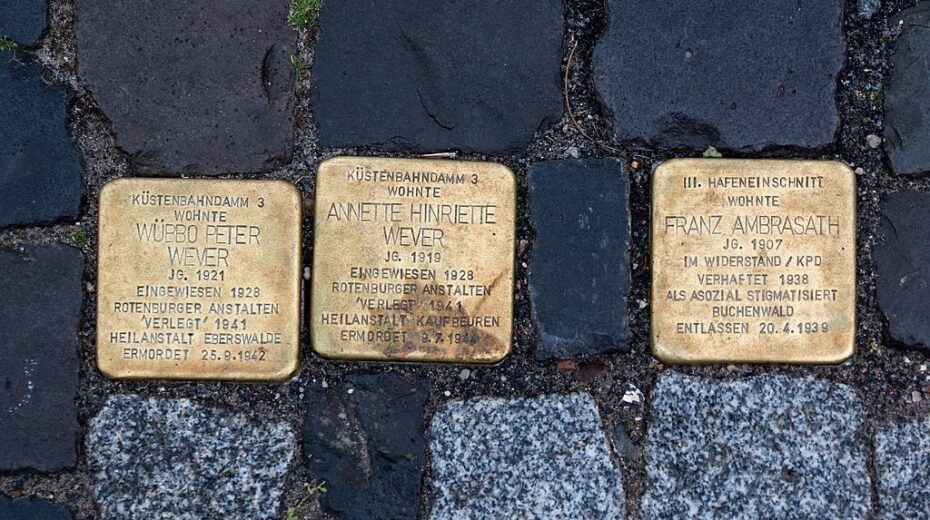 KÜSTENBAHNDAMM 3
WOHNTE
WÜBBO PETER
WEVER
JG. 1921
EINGEWIESEN 1928
ROTENBURGER ANSTALTEN
'VERLEGT' 1941
HEILANSTALT EBERSWALDE
ERMORDET 25.9.1942
KÜSTENBAHNDAMM 3
WOHNTE
ANNETTE HINRIETTE
WEVER
JG. 1919
EINGEWIESEN 1928
ROTENBURGER ANSTALTEN
'VERLEGT' 1941
HEILANSTALT KAUFBEUREN
ERMORDET 9.7.1944
III. HAFENEINSCHNITT
WOHNTE
FRANZ AMBRASATH
JG. 1907
IM WIDERSTAND / KPD
VERHAFTET 1938
ALS ASOZIAL STIGMATISIERT
BUCHENWALD
ENTLASSEN 20.4.1939